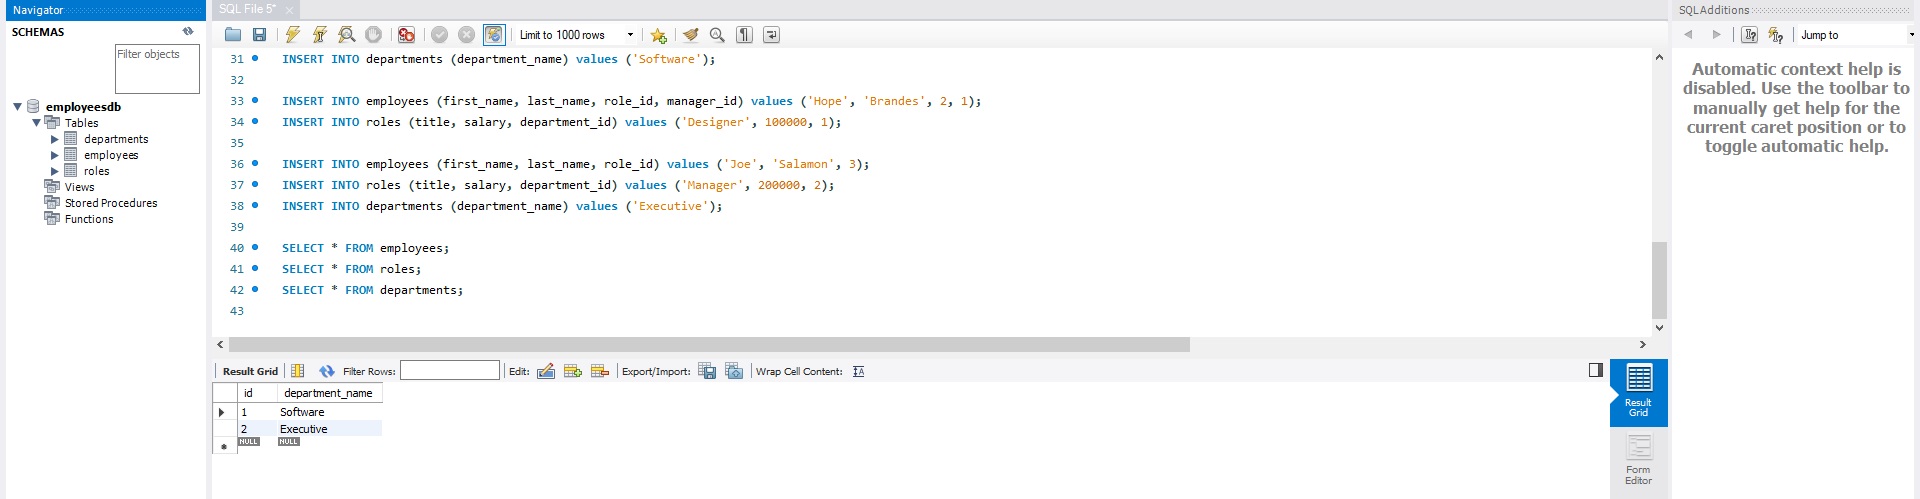 Navigator
SCHEMAS
Filter objects
employeesdb
Tables
departments
employees
roles
Views
Stored Procedures
Functions
SQL File 5*
Limit to 1000 rows
31 INSERT INTO departments (department_name) values ('Software');
32
33 INSERT INTO employees (first_name, last_name, role_id, manager_id) values ('Hope', 'Brandes', 2, 1);
34 INSERT INTO roles (title, salary, department_id) values ('Designer', 100000, 1);
35
36 INSERT INTO employees (first_name, last_name, role_id) values ('Joe', 'Salamon', 3);
37 INSERT INTO roles (title, salary, department_id) values ('Manager', 200000, 2);
38 INSERT INTO departments (department_name) values ('Executive');
39
40 SELECT * FROM employees;
41 SELECT * FROM roles;
42 SELECT * FROM departments;
43
Result Grid Filter Rows: Edit: Export/Import: Wrap Cell Content:
id department_name
1 Software
2 Executive
NULL NULL
Result
Grid
Form
Editor
SQLAdditions
Jump to
Automatic context help is
disabled. Use the toolbar to
manually get help for the
current caret position or to
toggle automatic help.